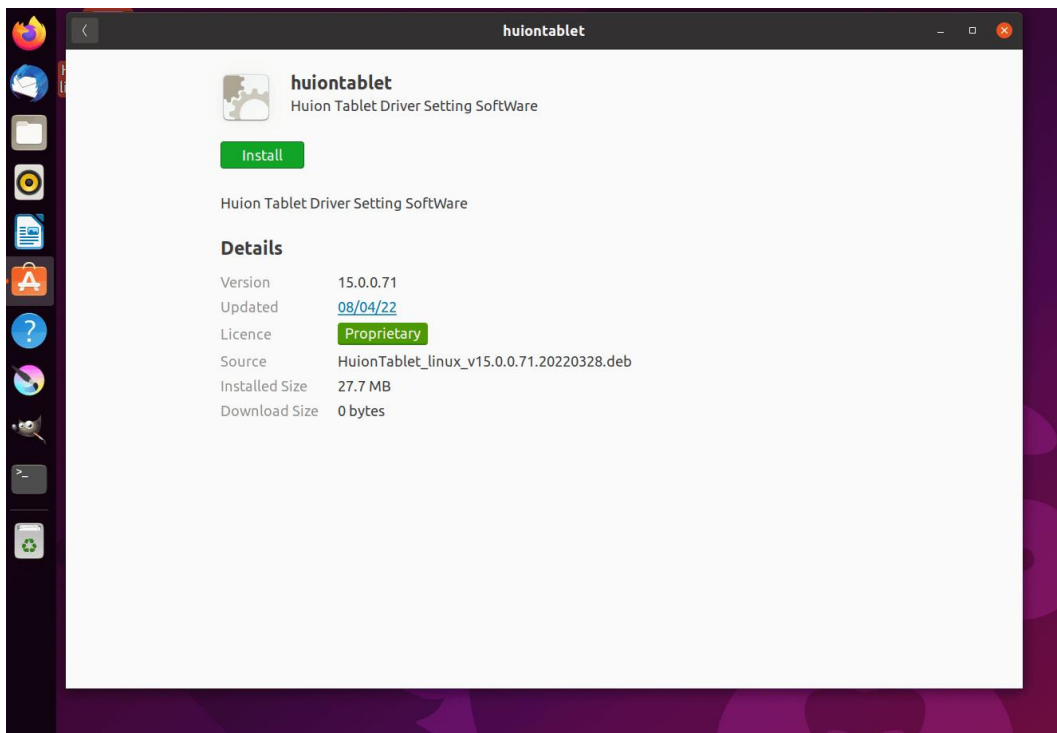 huiontablet
huiontablet
Huion Tablet Driver Setting SoftWare
Install
Huion Tablet Driver Setting SoftWare
Details
Version 15.0.0.71
Updated 08/04/22
Licence Proprietary
Source HuionTablet_linux_v15.0.0.71.20220328.deb
Installed Size 27.7 MB
Download Size 0 bytes